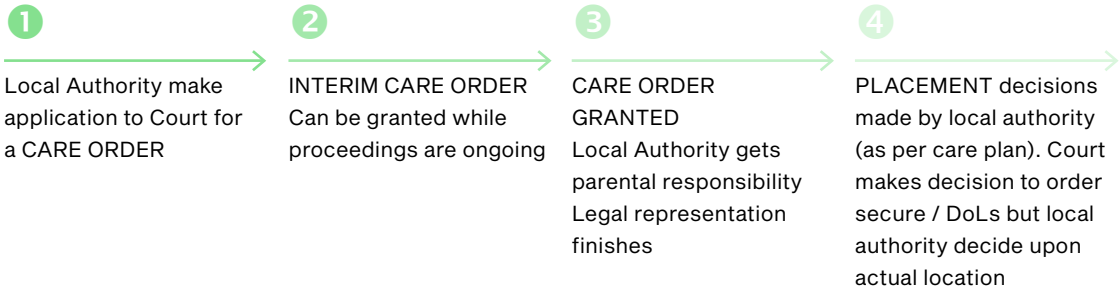 1
Local Authority make
application to Court for
a CARE ORDER
2
INTERIM CARE ORDER
Can be granted while
proceedings are ongoing
3
CARE ORDER
GRANTED
Local Authority gets
parental responsibility
Legal representation
finishes
4
PLACEMENT decisions
made by local authority
(as per care plan). Court
makes decision to order
secure / DoLs but local
authority decide upon
actual location